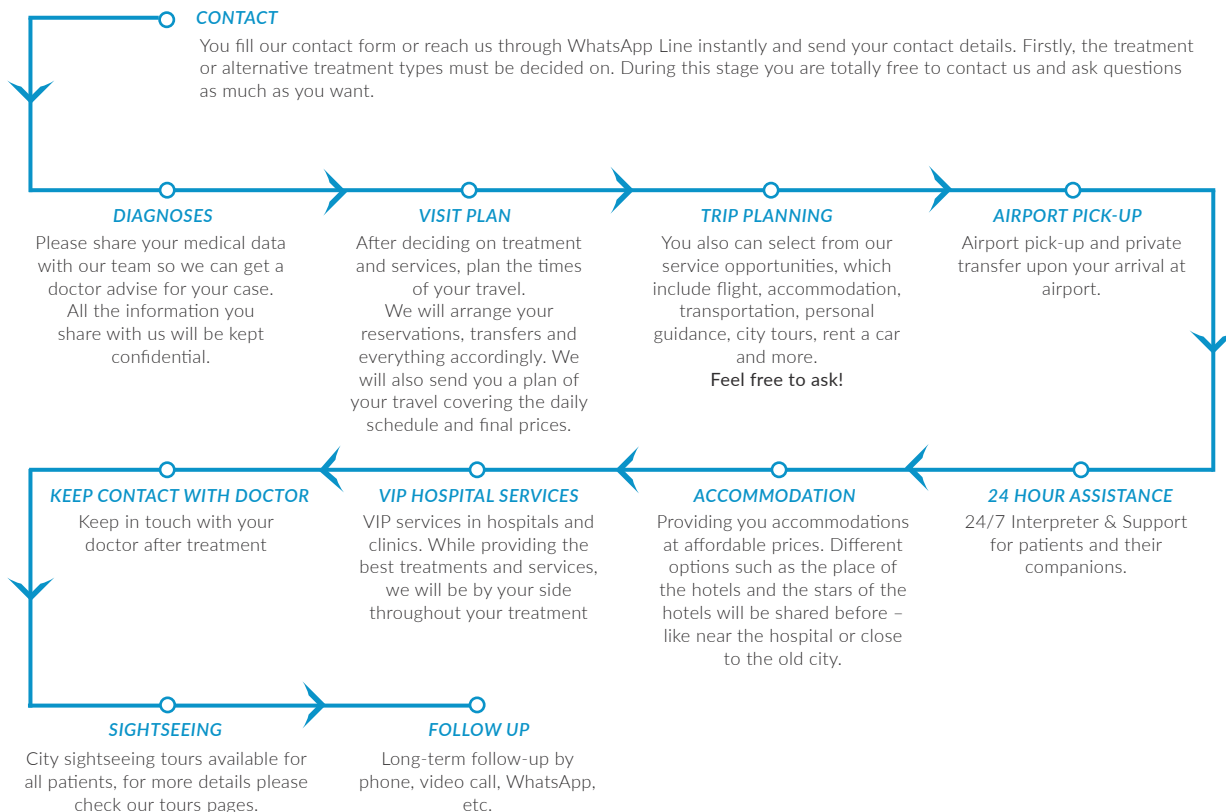 CONTACT
You fill our contact form or reach us through WhatsApp Line instantly and send your contact details. Firstly, the treatment
or alternative treatment types must be decided on. During this stage you are totally free to contact us and ask questions
as much as you want.
DIAGNOSES
Please share your medical data
with our team so we can get a
doctor advise for your case.
All the information you
share with us will be kept
confidential.
VISIT PLAN
After deciding on treatment
and services, plan the times
of your travel.
We will arrange your
reservations, transfers and
everything accordingly. We
will also send you a plan of
your travel covering the daily
schedule and final prices.
TRIP PLANNING
You also can select from our
service opportunities, which
include flight, accommodation,
transportation, personal
guidance, city tours, rent a car
and more.
Feel free to ask!
AIRPORT PICK-UP
Airport pick-up and private
transfer upon your arrival at
airport.
24 HOUR ASSISTANCE
24/7 Interpreter & Support
for patients and their
companions.
ACCOMMODATION
Providing you accommodations
at affordable prices. Different
options such as the place of
the hotels and the stars of the
hotels will be shared before –
like near the hospital or close
to the old city.
VIP HOSPITAL SERVICES
VIP services in hospitals and
clinics. While providing the
best treatments and services,
we will be by your side
throughout your treatment
KEEP CONTACT WITH DOCTOR
Keep in touch with your
doctor after treatment
SIGHTSEEING
City sightseeing tours available for
all patients, for more details please
check our tours pages.
FOLLOW UP
Long-term follow-up by
phone, video call, WhatsApp,
etc.